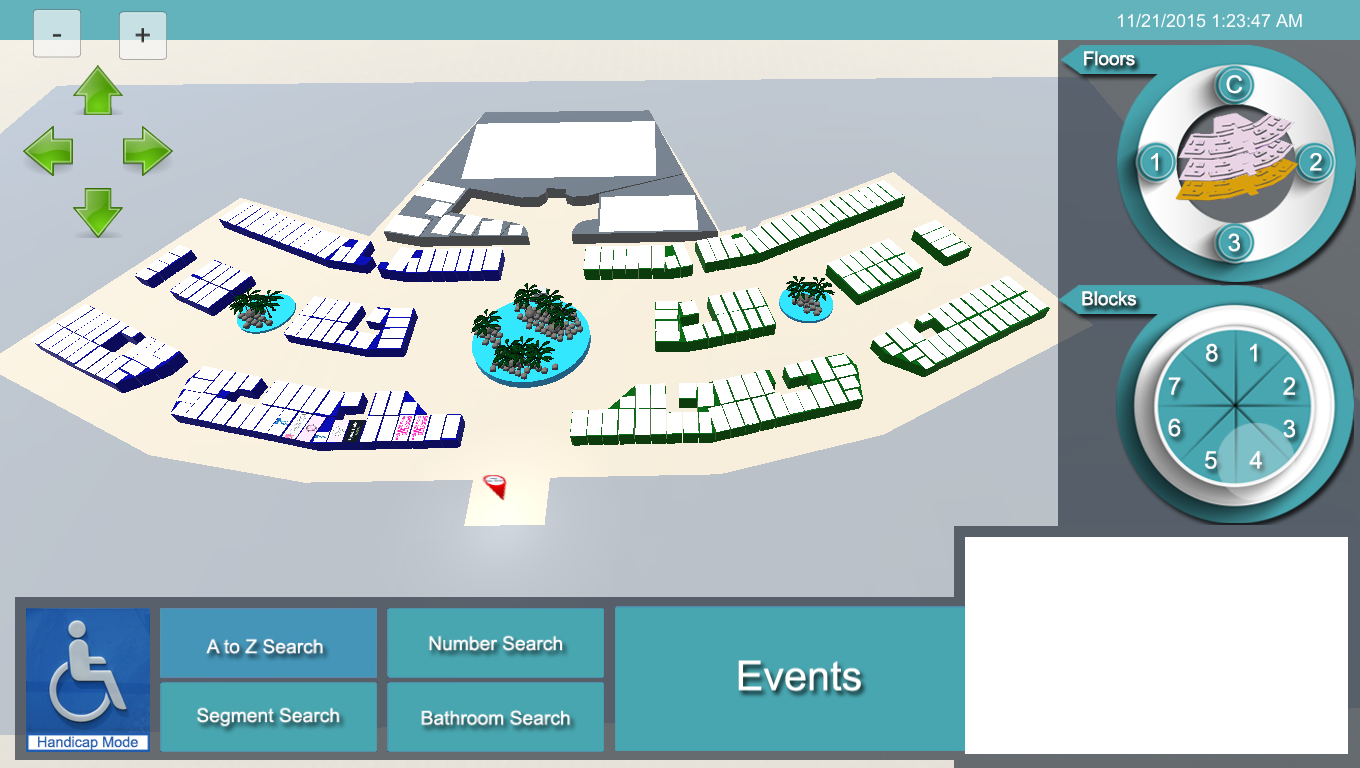 11/21/2015 1:23:47 AM
-
+
Floors
C
1
2
3
Blocks
8
1
7
2
6
3
5
4
A to Z Search
Number Search
Events
Segment Search
Bathroom Search
Handicap Mode